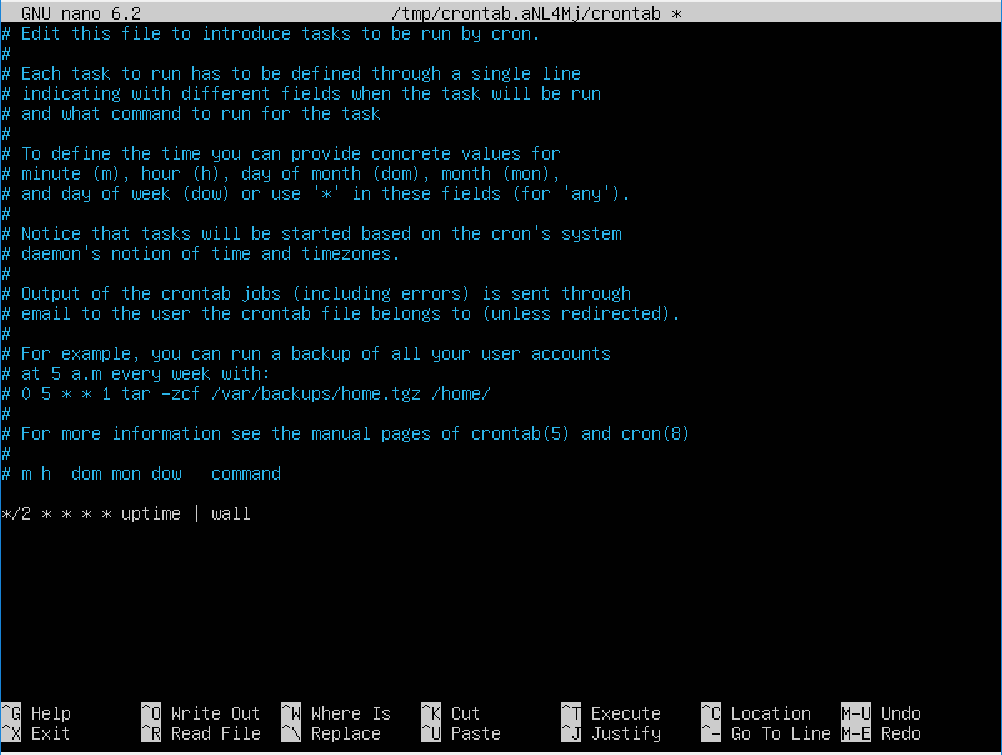 GNU nano 6.2 /tmp/crontab.aNL4Mj/crontab *
# Edit this file to introduce tasks to be run by cron.
#
# Each task to run has to be defined through a single line
# indicating with different fields when the task will be run
# and what command to run for the task
#
# To define the time you can provide concrete values for
# minute (m), hour (h), day of month (dom), month (mon),
# and day of week (dow) or use '*' in these fields (for 'any').
#
# Notice that tasks will be started based on the cron's system
# daemon's notion of time and timezones.
#
# Output of the crontab jobs (including errors) is sent through
# email to the user the crontab file belongs to (unless redirected).
#
# For example, you can run a backup of all your user accounts
# at 5 a.m every week with:
# 0 5 * * 1 tar -zcf /var/backups/home.tgz /home/
#
# For more information see the manual pages of crontab(5) and cron(8)
#
# m h  dom mon dow   command
*/2 * * * * uptime | wall
^G Help ^O Write Out ^W Where Is ^K Cut ^T Execute ^C Location M-U Undo
^X Exit ^R Read File ^\ Replace ^U Paste ^J Justify ^- Go To Line M-E Redo